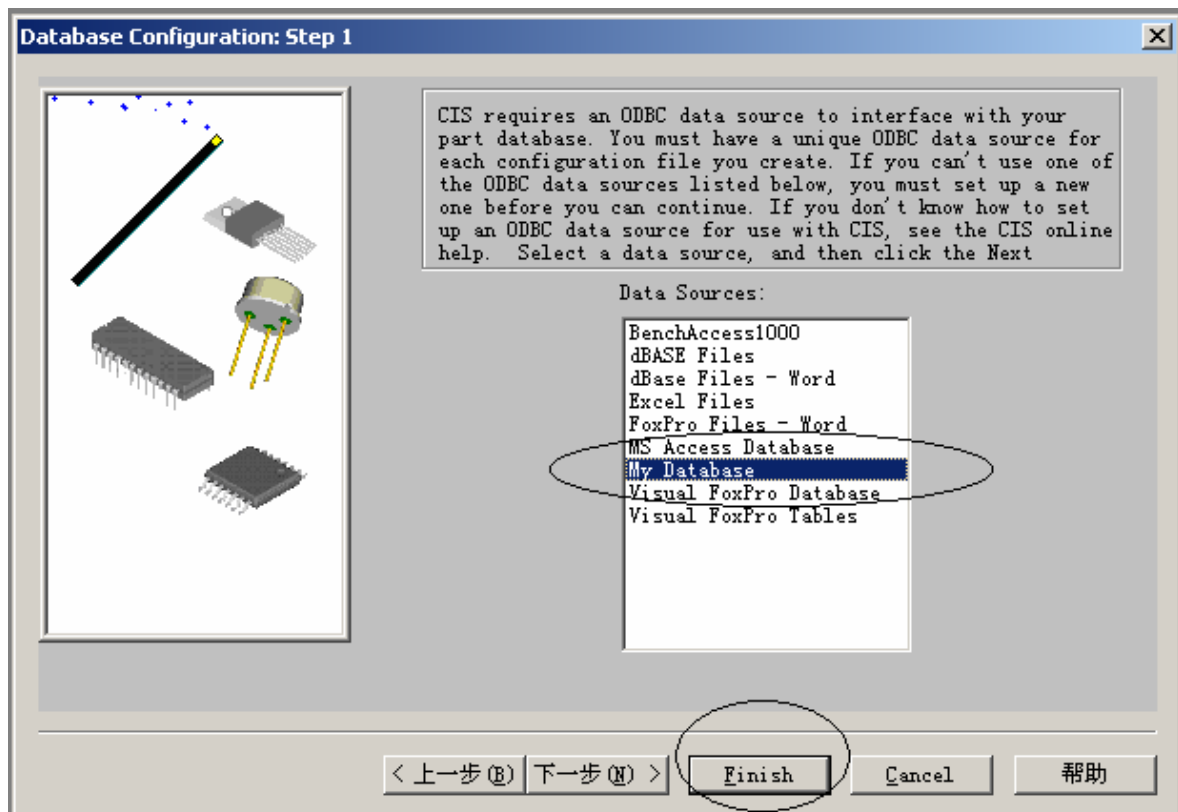 Database Configuration: Step 1
CIS requires an ODBC data source to interface with your
part database. You must have a unique ODBC data source for
each configuration file you create. If you can't use one of
the ODBC data sources listed below, you must set up a new
one before you can continue. If you don't know how to set
up an ODBC data source for use with CIS, see the CIS online
help.  Select a data source, and then click the Next
Data Sources:
BenchAccess1000
dBASE Files
dBase Files - Word
Excel Files
FoxPro Files - Word
MS Access Database
My Database
Visual FoxPro Database
Visual FoxPro Tables
< 上一步(B) 下一步(N) > Finish Cancel 帮助